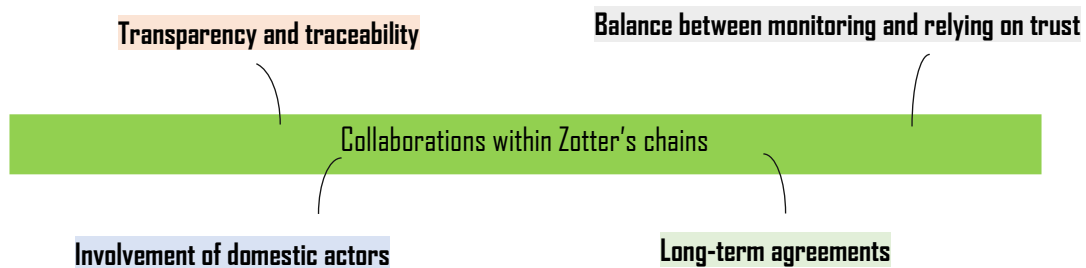 Transparency and traceability
Balance between monitoring and relying on trust
Collaborations within Zotter's chains
Involvement of domestic actors
Long-term agreements